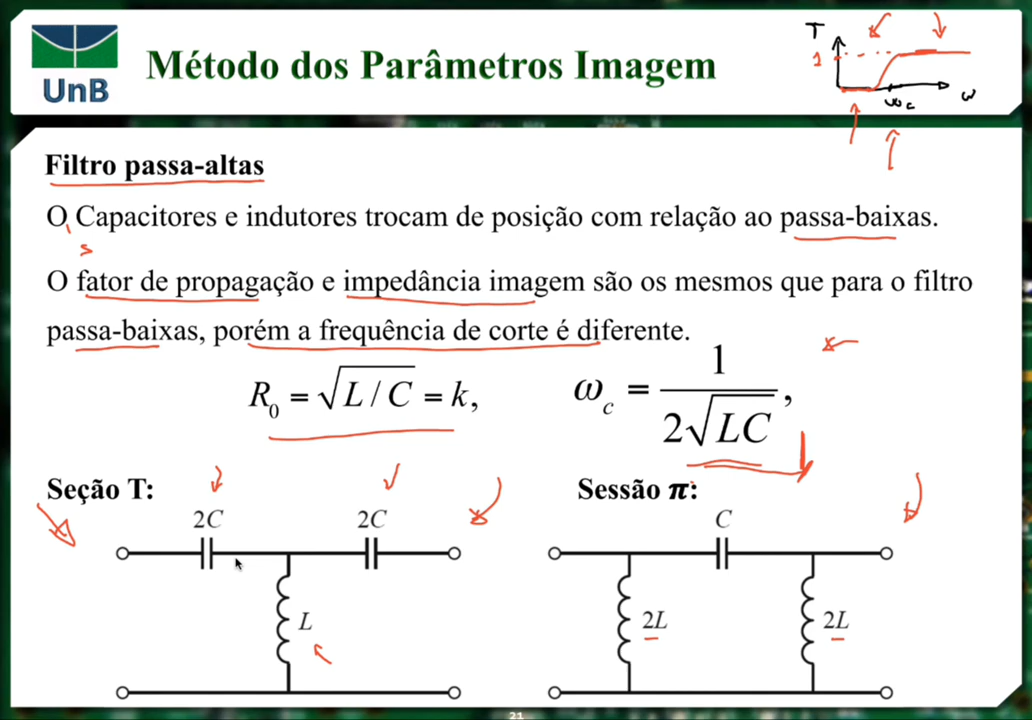 UnB
Método dos Parâmetros Imagem
T
1
ω
ωc
Filtro passa-altas
O Capacitores e indutores trocam de posição com relação ao passa-baixas.
s
O fator de propagação e impedância imagem são os mesmos que para o filtro
passa-baixas, porém a frequência de corte é diferente.
R₀ = √(L / C) = k,
ω_c = 1 / (2√(LC)),
Seção T:
Sessão π:
2C
2C
C
L
2L
2L
21